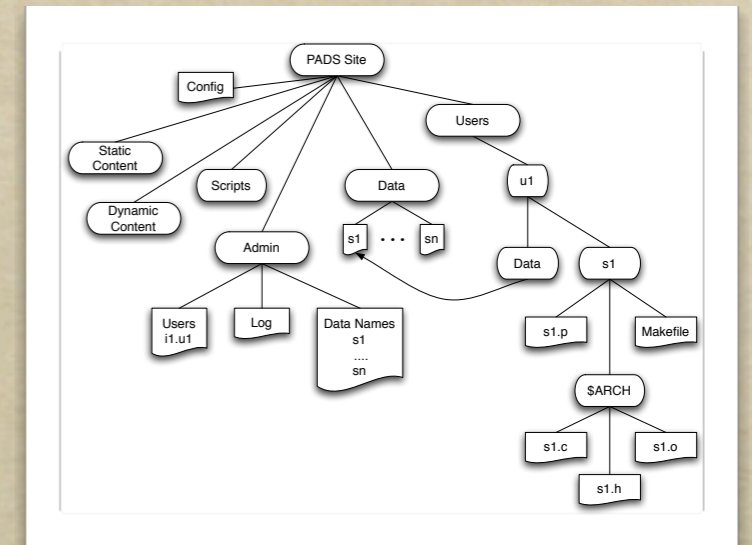 PADS Site
Config
Users
Static
Content
Scripts
Data
u1
Dynamic
Content
s1
. . .
sn
Admin
Data
s1
Users
i1.u1
Log
Data Names
s1
....
sn
s1.p
Makefile
$ARCH
s1.c
s1.o
s1.h